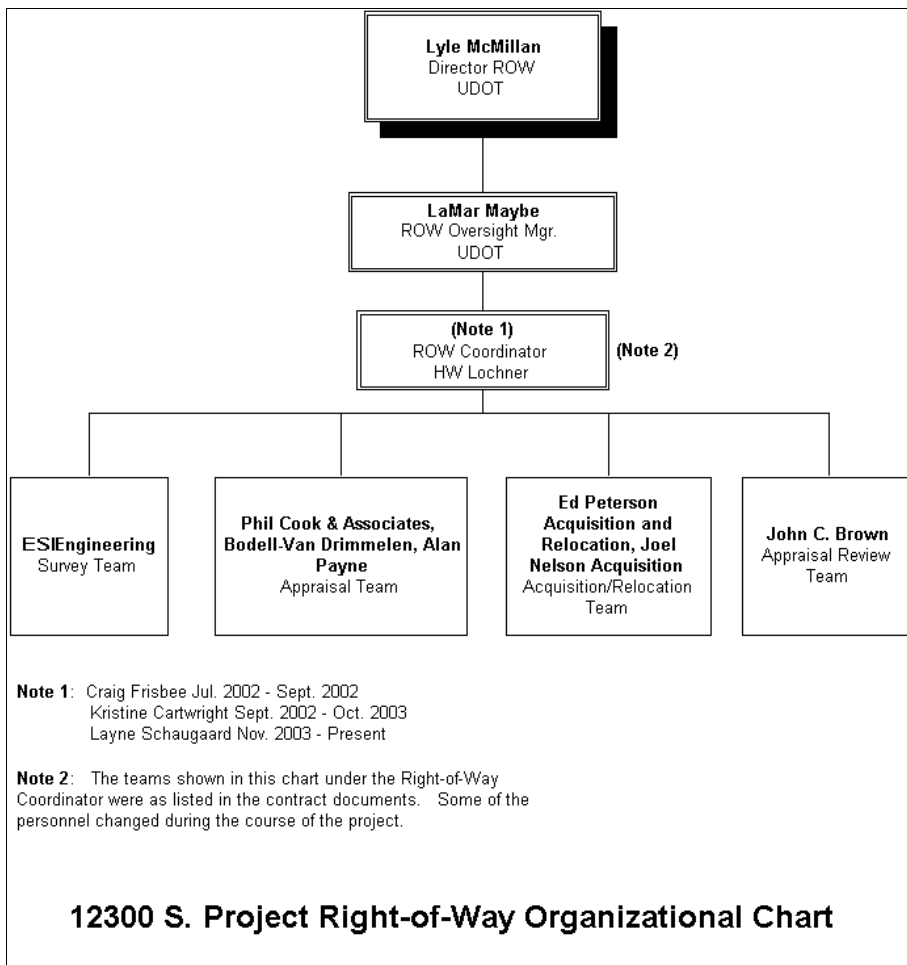 Lyle McMillan
Director ROW
UDOT
LaMar Maybe
ROW Oversight Mgr.
UDOT
(Note 1)
ROW Coordinator
HW Lochner
(Note 2)
ESIEngineering
Survey Team
Phil Cook & Associates,
Bodell-Van Drimmelen, Alan
Payne
Appraisal Team
Ed Peterson
Acquisition and
Relocation, Joel
Nelson Acquisition
Acquisition/Relocation
Team
John C. Brown
Appraisal Review
Team
Note 1: Craig Frisbee Jul. 2002 - Sept. 2002
Kristine Cartwright Sept. 2002 - Oct. 2003
Layne Schaugaard Nov. 2003 - Present
Note 2: The teams shown in this chart under the Right-of-Way
Coordinator were as listed in the contract documents. Some of the
personnel changed during the course of the project.
12300 S. Project Right-of-Way Organizational Chart